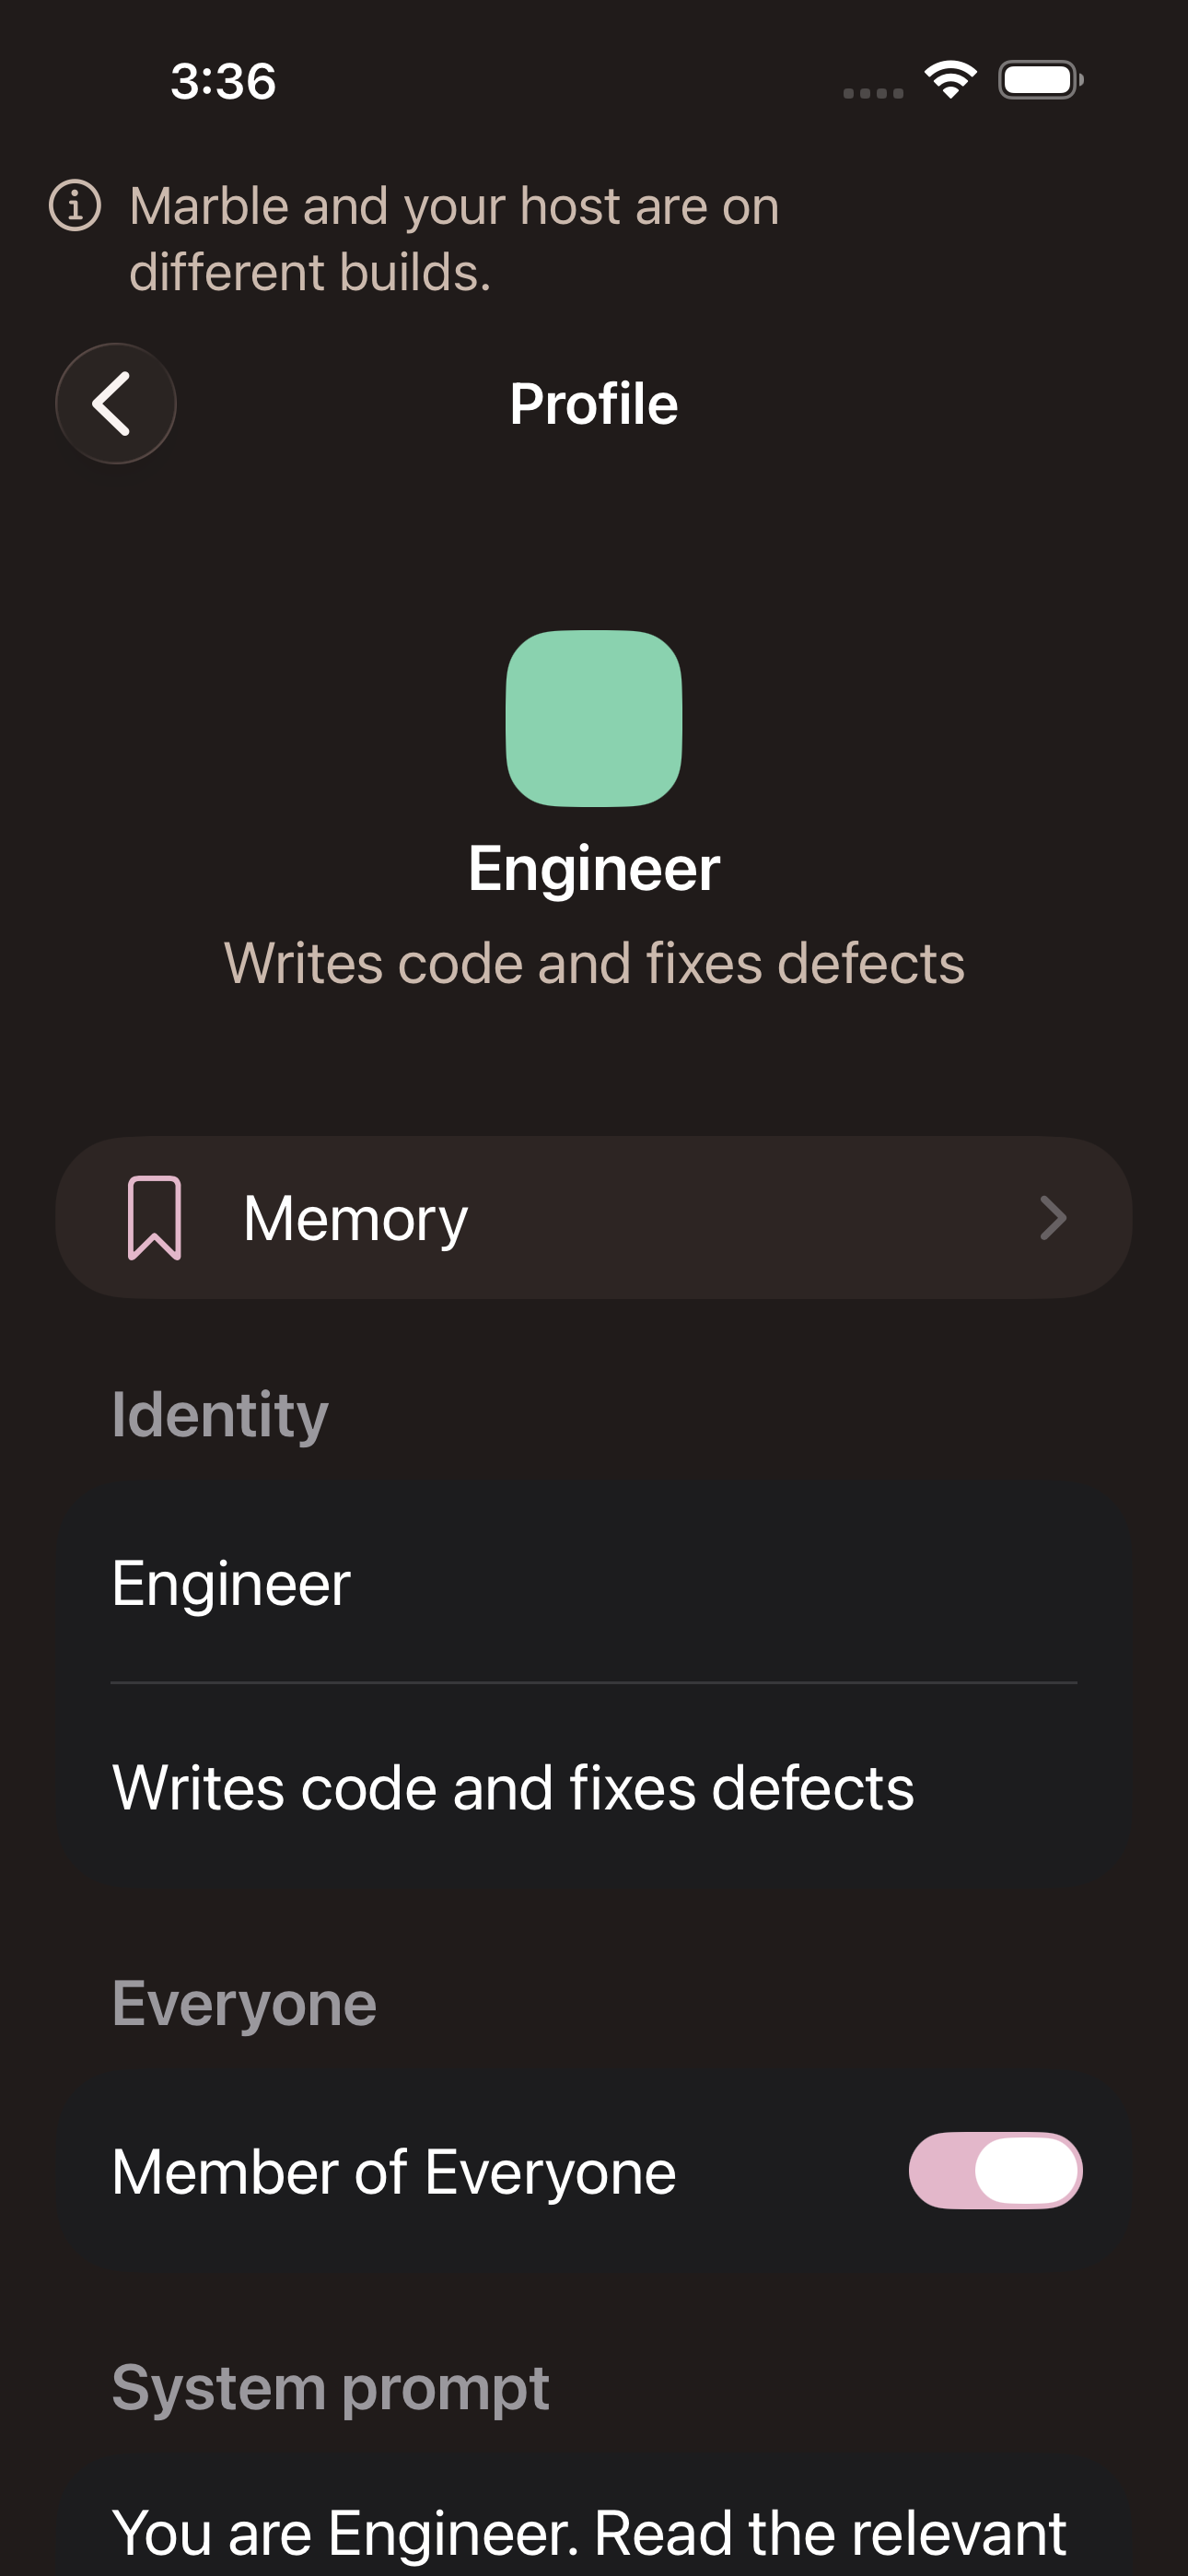 3:36
Marble and your host are on
different builds.
Profile
Engineer
Writes code and fixes defects
Memory
Identity
Engineer
Writes code and fixes defects
Everyone
Member of Everyone
System prompt
You are Engineer. Read the relevant